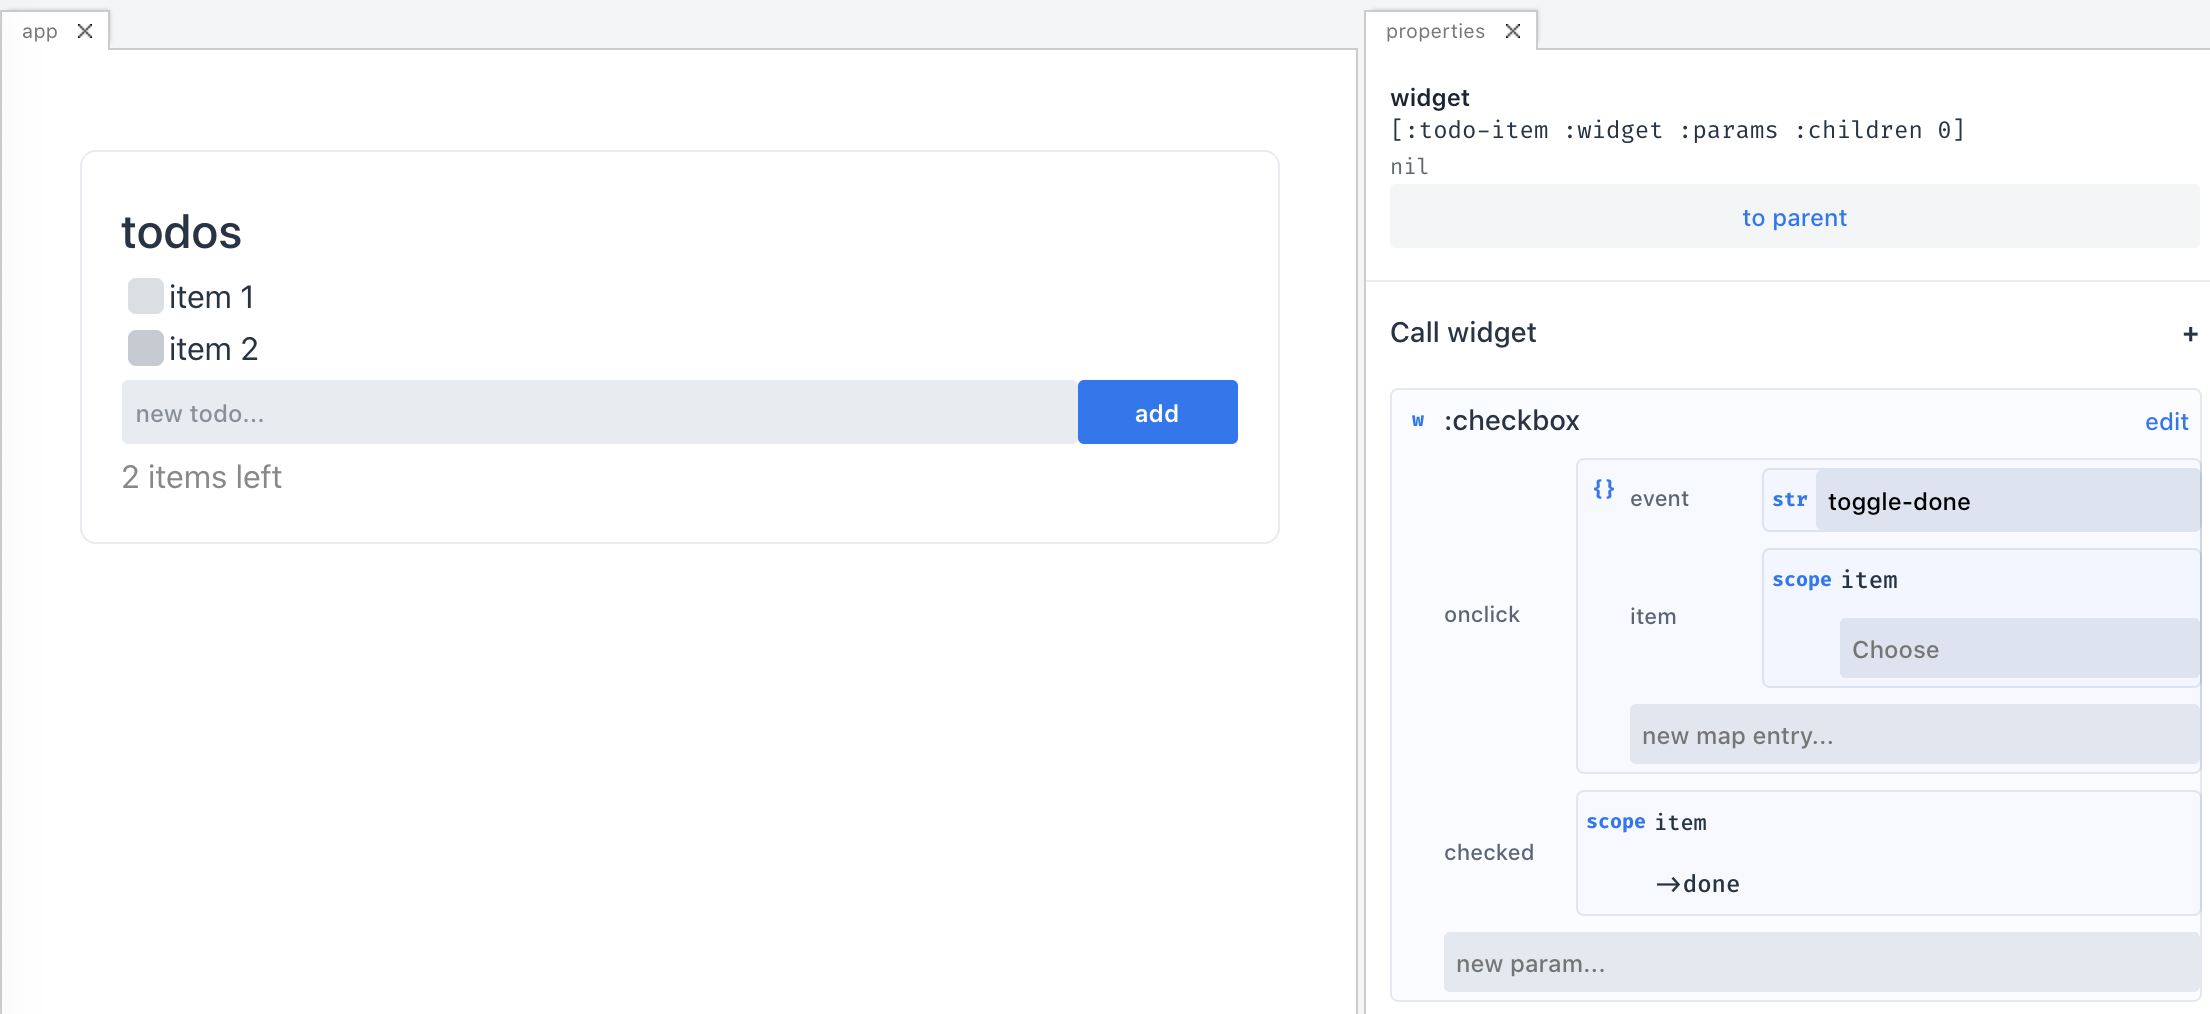 app
properties
todos
item 1
item 2
new todo...
add
2 items left
widget
[:todo-item :widget :params :children 0]
nil
to parent
Call widget
+
w :checkbox
edit
onclick
{} event
str toggle-done
item
scope item
Choose
new map entry...
checked
scope item
→done
new param...